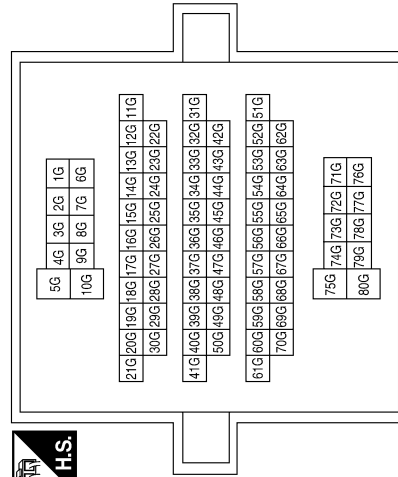 H.S.
5G 4G 3G 2G 1G
10G 9G 8G 7G 6G
21G 20G 19G 18G 17G 16G 15G 14G 13G 12G 11G
30G 29G 28G 27G 26G 25G 24G 23G 22G
41G 40G 39G 38G 37G 36G 35G 34G 33G 32G 31G
50G 49G 48G 47G 46G 45G 44G 43G 42G
61G 60G 59G 58G 57G 56G 55G 54G 53G 52G 51G
70G 69G 68G 67G 66G 65G 64G 63G 62G
75G 74G 73G 72G 71G
80G 79G 78G 77G 76G